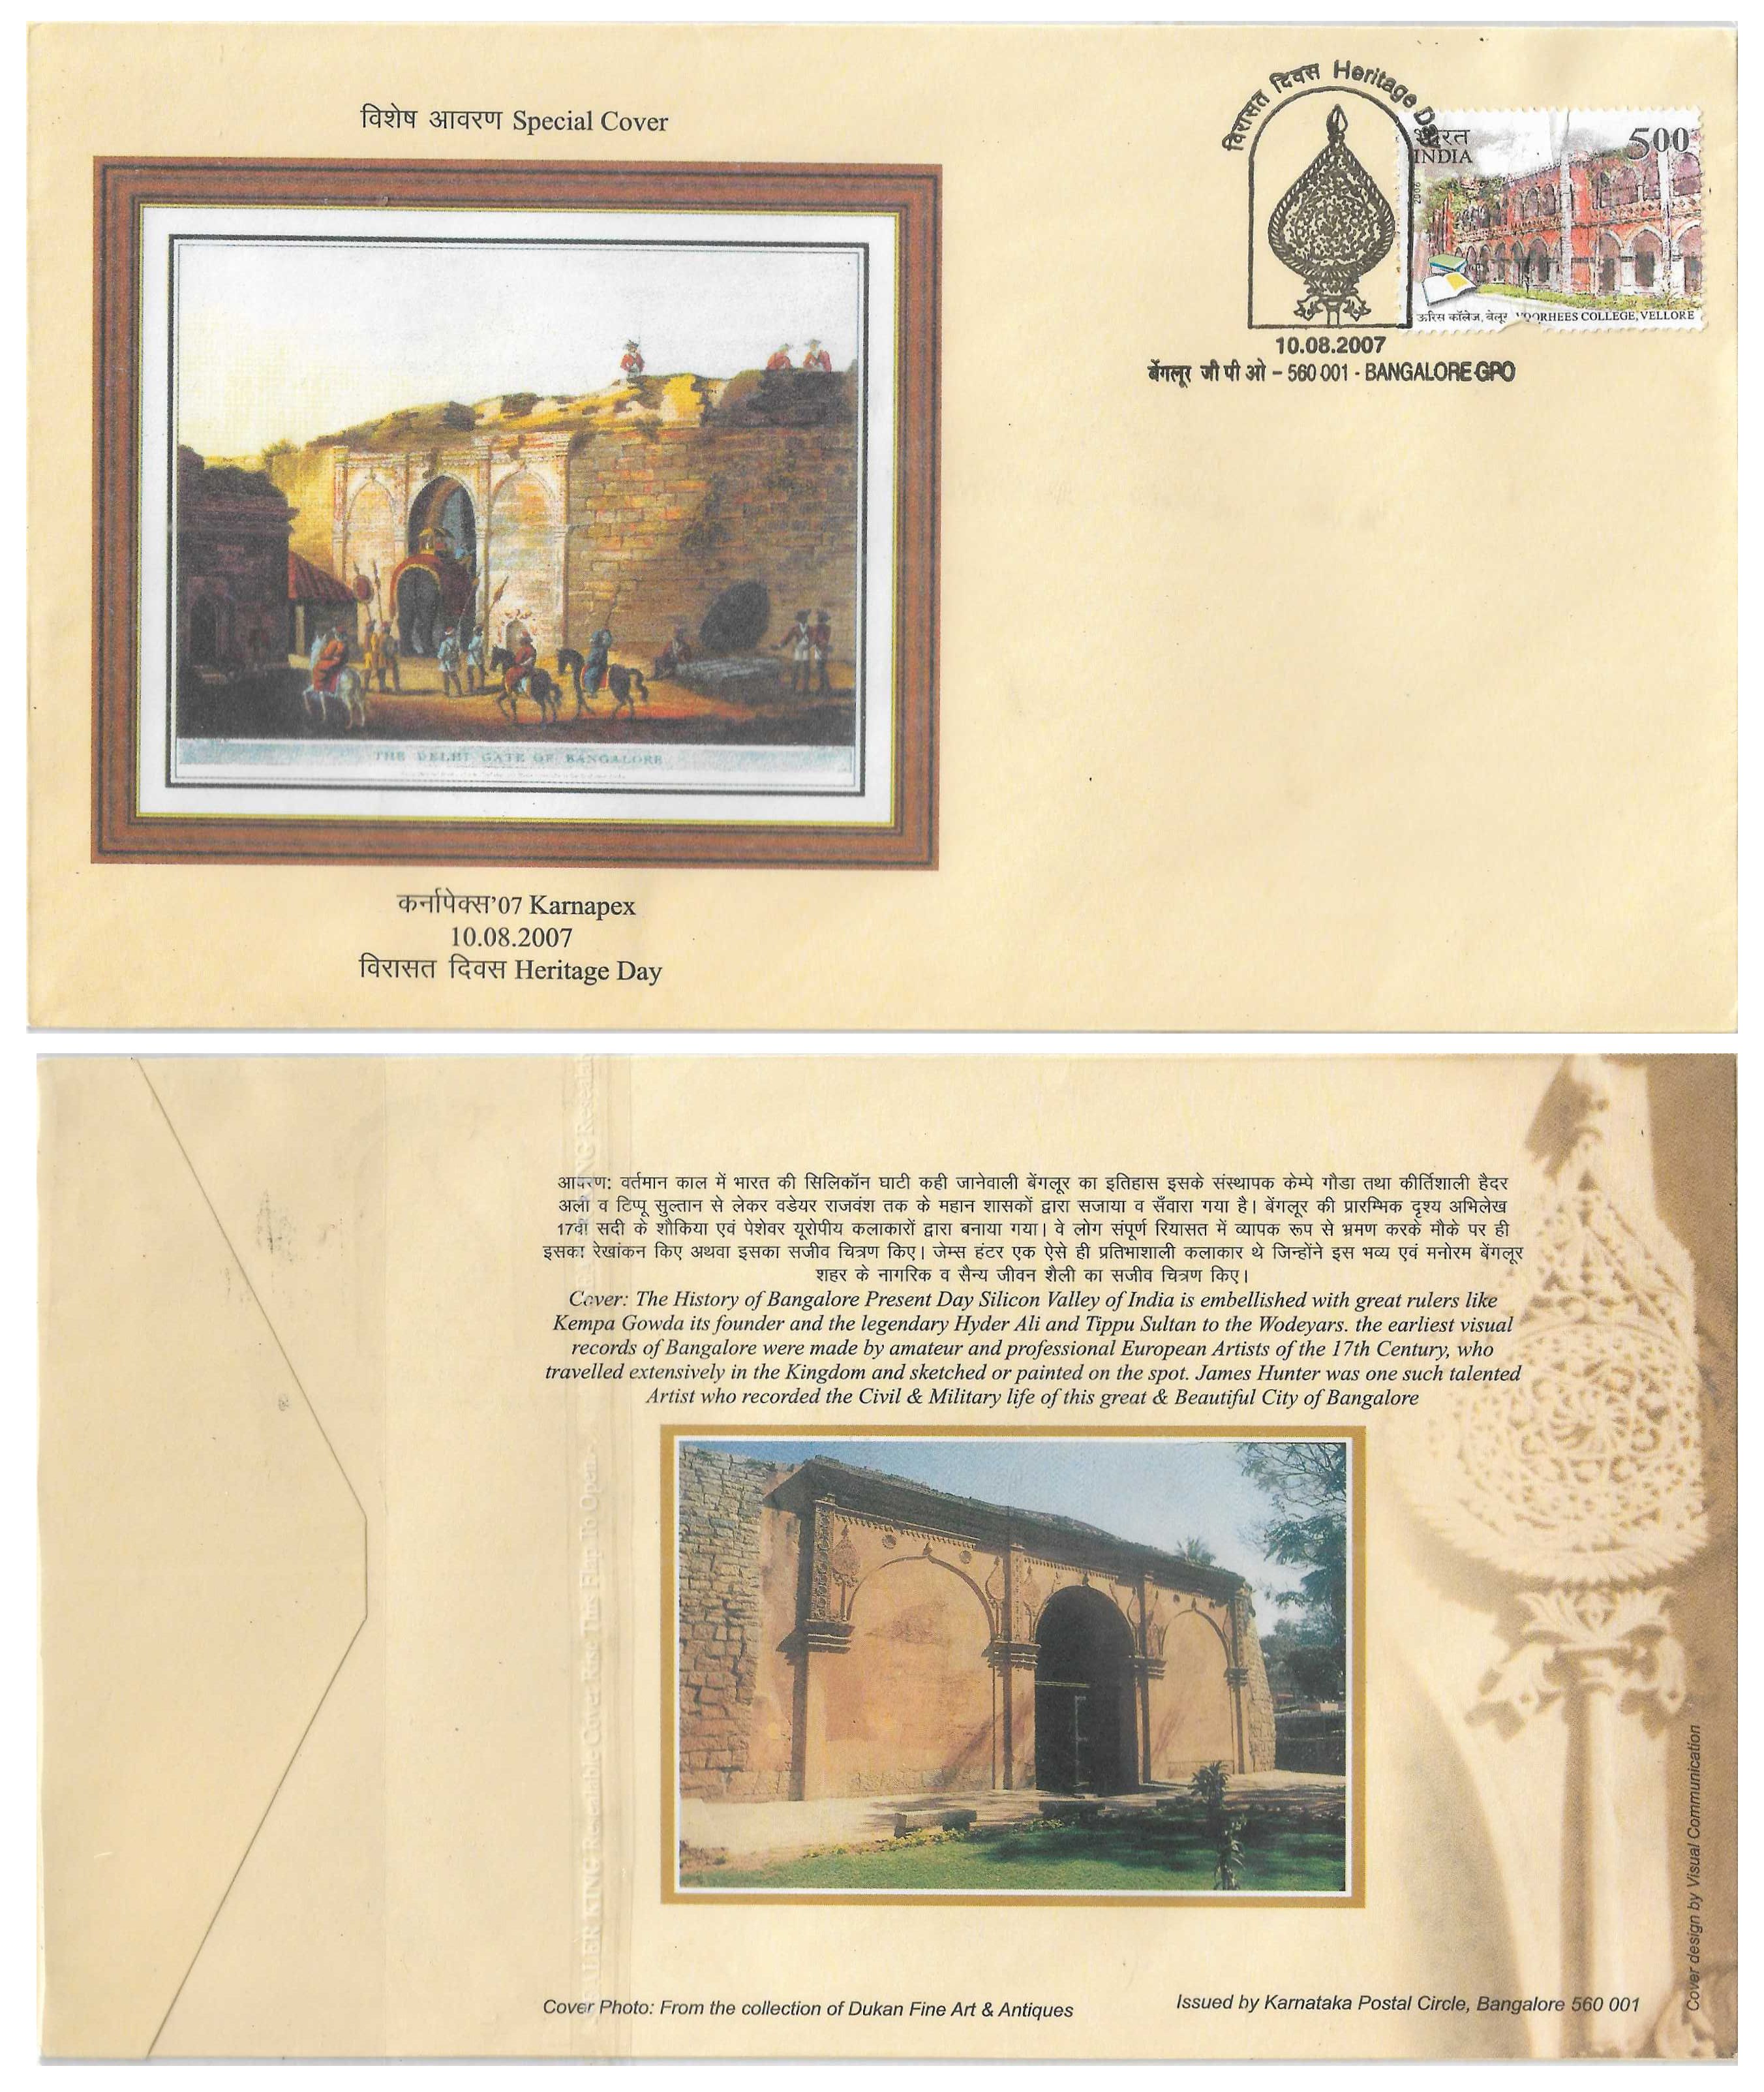 विशेष आवरण Special Cover
विरासत दिवस Heritage Day
भारत
INDIA
500
2006
ऊरिस कॉलेज, वेलूर VOORHEES COLLEGE, VELLORE
10.08.2007
बेंगलूर जी पी ओ – 560 001 - BANGALORE GPO
THE DELHI GATE OF BANGALORE
कर्नापेक्स’07 Karnapex
10.08.2007
विरासत दिवस Heritage Day
आवरण: वर्तमान काल में भारत की सिलिकॉन घाटी कही जानेवाली बेंगलूर का इतिहास इसके संस्थापक केम्पे गौडा तथा कीर्तिशाली हैदर
अली व टिप्पू सुल्तान से लेकर वडेयर राजवंश तक के महान शासकों द्वारा सजाया व सँवारा गया है। बेंगलूर की प्रारम्भिक दृश्य अभिलेख
17वीं सदी के शौकिया एवं पेशेवर यूरोपीय कलाकारों द्वारा बनाया गया। वे लोग संपूर्ण रियासत में व्यापक रूप से भ्रमण करके मौके पर ही
इसका रेखांकन किए अथवा इसका सजीव चित्रण किए। जेम्स हंटर एक ऐसे ही प्रतिभाशाली कलाकार थे जिन्होंने इस भव्य एवं मनोरम बेंगलूर
शहर के नागरिक व सैन्य जीवन शैली का सजीव चित्रण किए।
Cover: The History of Bangalore Present Day Silicon Valley of India is embellished with great rulers like
Kempa Gowda its founder and the legendary Hyder Ali and Tippu Sultan to the Wodeyars. the earliest visual
records of Bangalore were made by amateur and professional European Artists of the 17th Century, who
travelled extensively in the Kingdom and sketched or painted on the spot. James Hunter was one such talented
Artist who recorded the Civil & Military life of this great & Beautiful City of Bangalore
Cover Photo: From the collection of Dukan Fine Art & Antiques
Issued by Karnataka Postal Circle, Bangalore 560 001
Cover design by Visual Communication